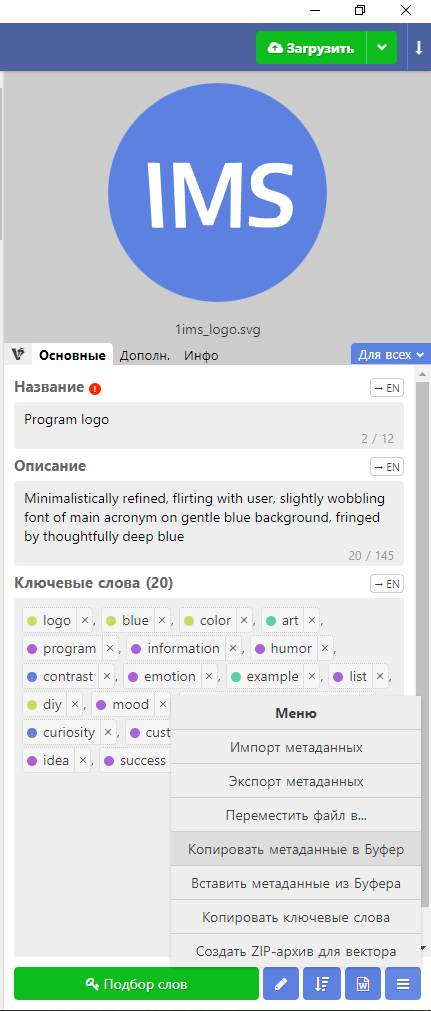 Загрузить
IMS
1ims_logo.svg
Основные Дополн. Инфо Для всех
Название → EN
Program logo
2 / 12
Описание → EN
Minimalistically refined, flirting with user, slightly wobbling
font of main acronym on gentle blue background, fringed
by thoughtfully deep blue
20 / 145
Ключевые слова (20) → EN
logo ×, blue ×, color ×, art ×,
program ×, information ×, humor ×,
contrast ×, emotion ×, example ×, list ×,
diy ×, mood ×
curiosity ×, cust
idea ×, success
Меню
Импорт метаданных
Экспорт метаданных
Переместить файл в...
Копировать метаданные в Буфер
Вставить метаданные из Буфера
Копировать ключевые слова
Создать ZIP-архив для вектора
Подбор слов